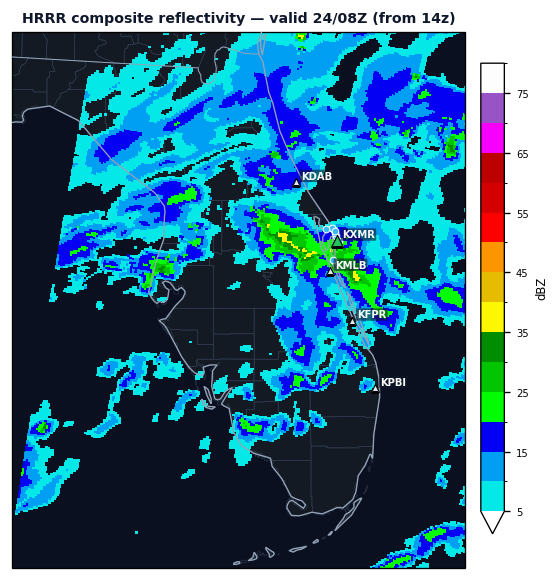 HRRR composite reflectivity — valid 24/08Z (from 14z)
KDAB
KXMR
KMLB
KFPR
KPBI
75
65
55
45
35
25
15
5
dBZ